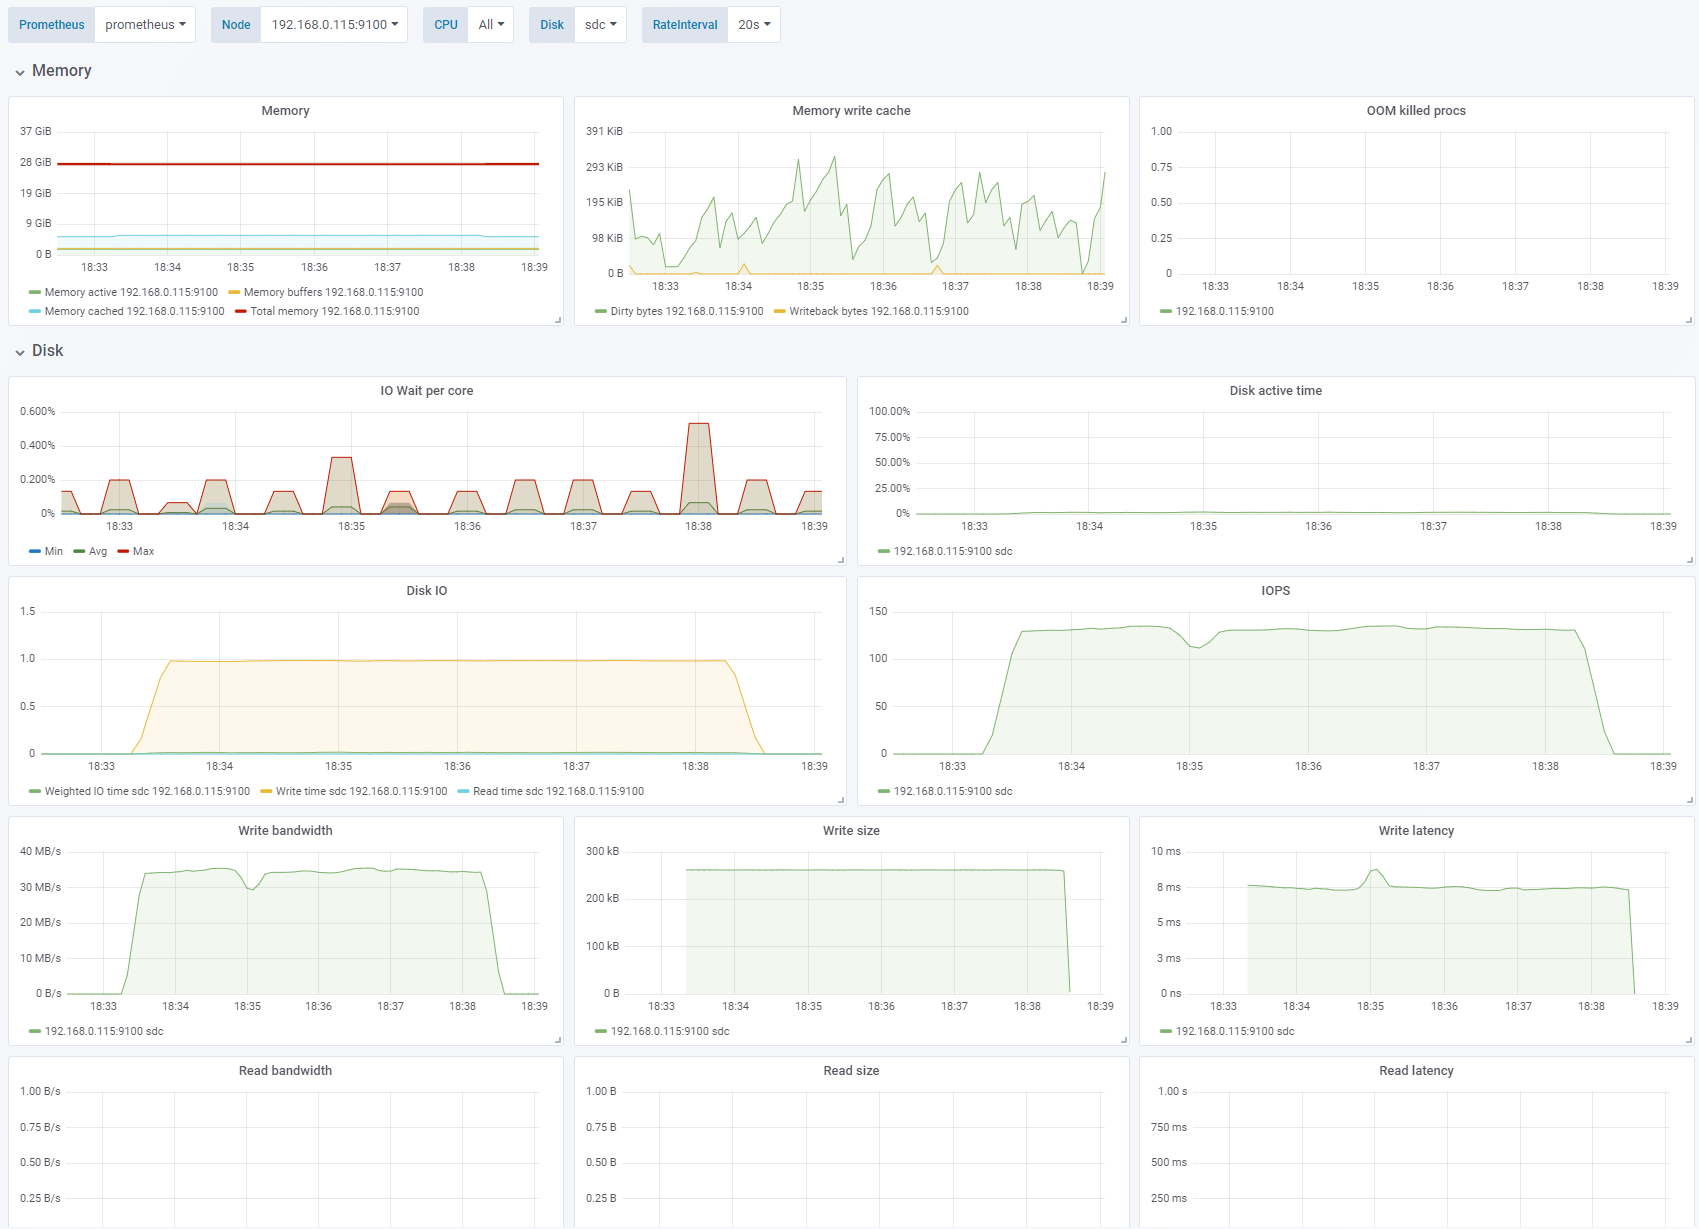 Prometheus prometheus Node 192.168.0.115:9100 CPU All Disk sdc RateInterval 20s
Memory
Memory
37 GiB
28 GiB
19 GiB
9 GiB
0 B
18:33 18:34 18:35 18:36 18:37 18:38 18:39
Memory active 192.168.0.115:9100 Memory buffers 192.168.0.115:9100
Memory cached 192.168.0.115:9100 Total memory 192.168.0.115:9100
Memory write cache
391 KiB
293 KiB
195 KiB
98 KiB
0 B
18:33 18:34 18:35 18:36 18:37 18:38 18:39
Dirty bytes 192.168.0.115:9100 Writeback bytes 192.168.0.115:9100
OOM killed procs
1.00
0.75
0.50
0.25
0
18:33 18:34 18:35 18:36 18:37 18:38 18:39
192.168.0.115:9100
Disk
IO Wait per core
0.600%
0.400%
0.200%
0%
18:33 18:34 18:35 18:36 18:37 18:38 18:39
Min Avg Max
Disk active time
100.00%
75.00%
50.00%
25.00%
0%
18:33 18:34 18:35 18:36 18:37 18:38 18:39
192.168.0.115:9100 sdc
Disk IO
1.5
1.0
0.5
0
18:33 18:34 18:35 18:36 18:37 18:38 18:39
Weighted IO time sdc 192.168.0.115:9100 Write time sdc 192.168.0.115:9100 Read time sdc 192.168.0.115:9100
IOPS
150
100
50
0
18:33 18:34 18:35 18:36 18:37 18:38 18:39
192.168.0.115:9100 sdc
Write bandwidth
40 MB/s
30 MB/s
20 MB/s
10 MB/s
0 B/s
18:33 18:34 18:35 18:36 18:37 18:38 18:39
192.168.0.115:9100 sdc
Write size
300 kB
200 kB
100 kB
0 B
18:33 18:34 18:35 18:36 18:37 18:38 18:39
192.168.0.115:9100 sdc
Write latency
10 ms
8 ms
5 ms
3 ms
0 ns
18:33 18:34 18:35 18:36 18:37 18:38 18:39
192.168.0.115:9100 sdc
Read bandwidth
1.00 B/s
0.75 B/s
0.50 B/s
0.25 B/s
Read size
1.00 B
0.75 B
0.50 B
0.25 B
Read latency
1.00 s
750 ms
500 ms
250 ms